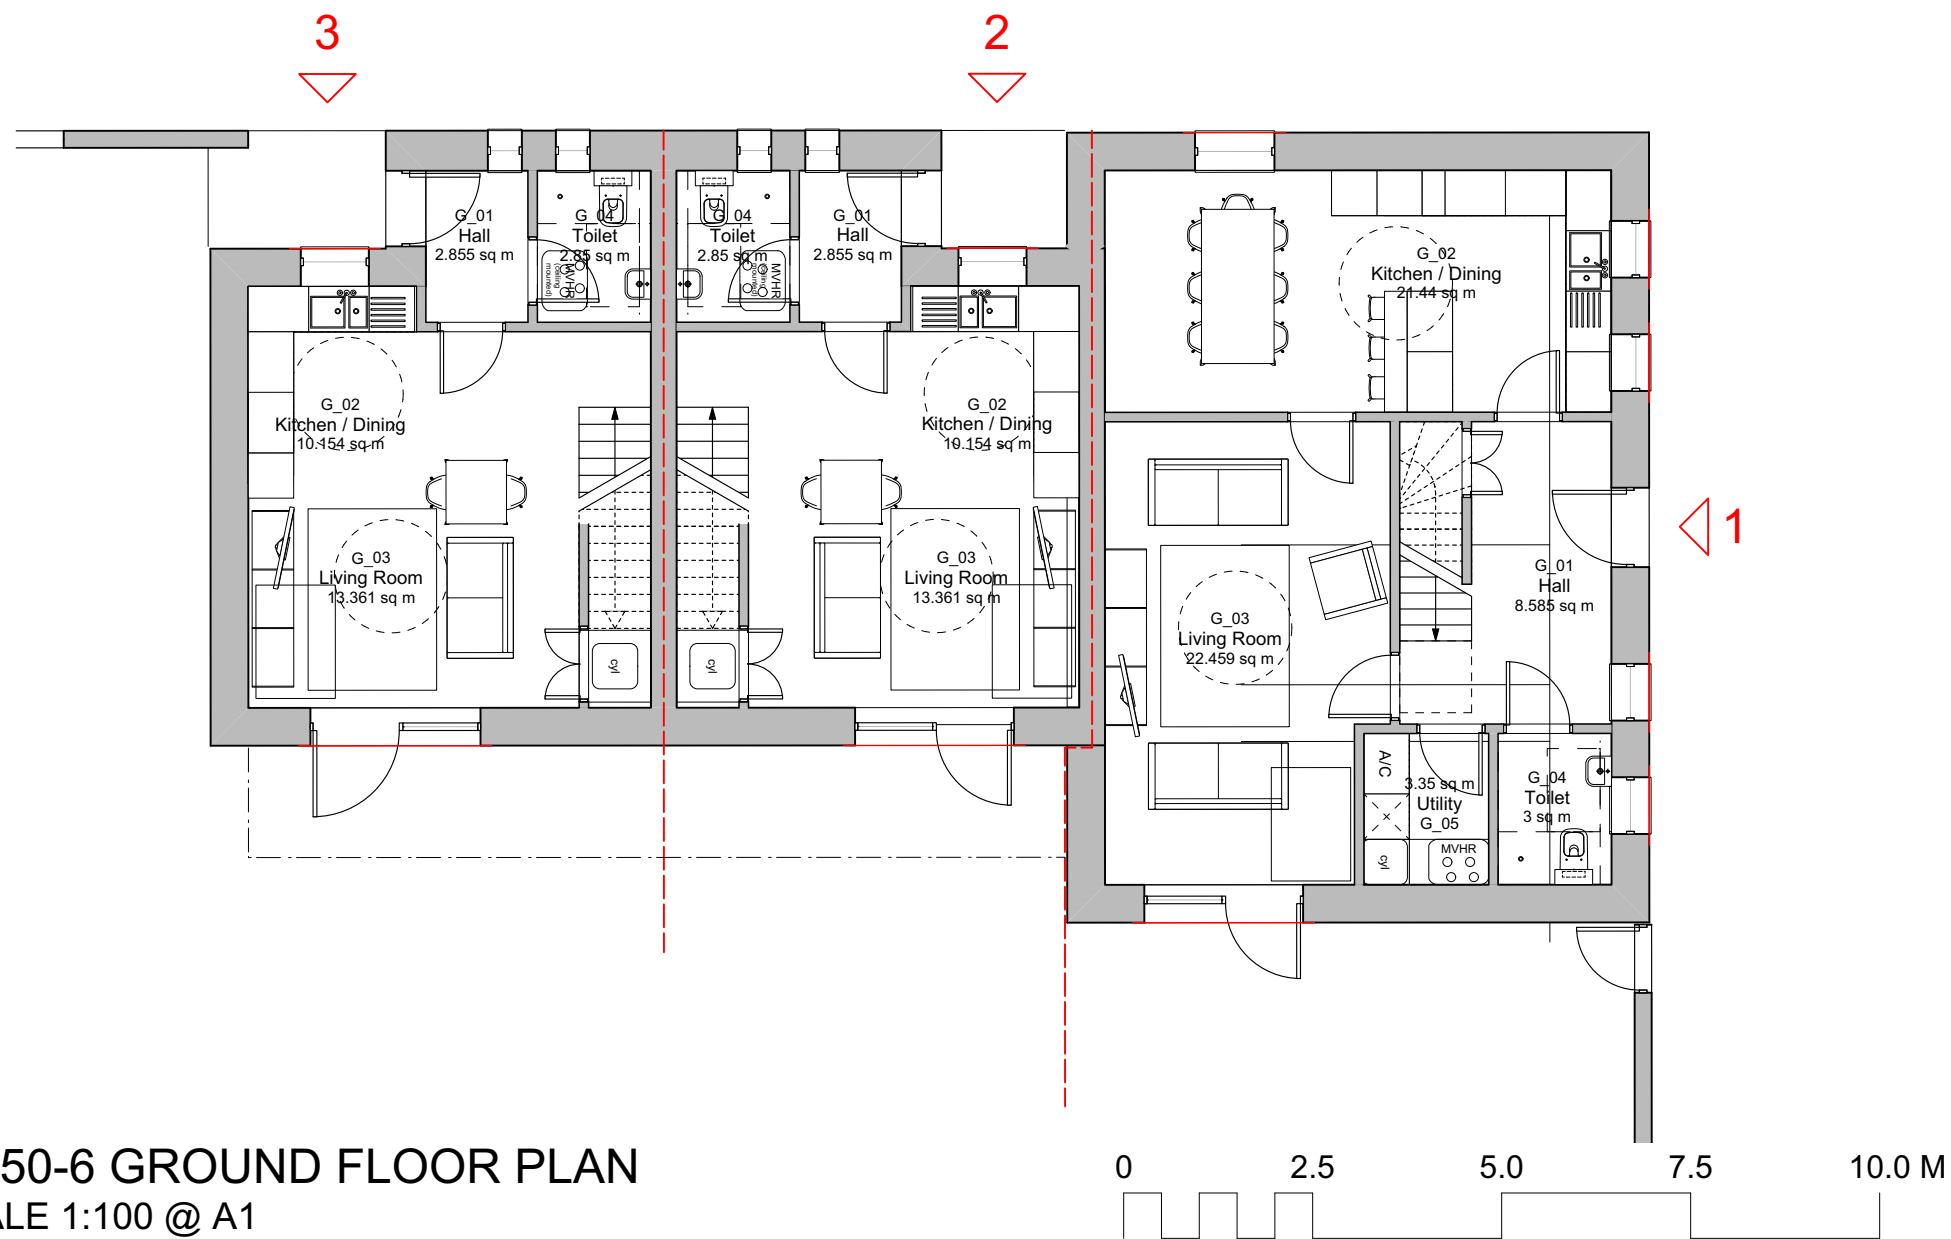 3
2
G_01
Hall
2.855 sq m
G_04
Toilet
2.85 sq m
MVHR
(ceiling
mounted)
G_04
Toilet
2.85 sq m
MVHR
(ceiling
mounted)
G_01
Hall
2.855 sq m
G_02
Kitchen / Dining
21.44 sq m
G_02
Kitchen / Dining
10.154 sq m
G_02
Kitchen / Dining
10.154 sq m
G_03
Living Room
13.361 sq m
G_03
Living Room
13.361 sq m
1
G_01
Hall
8.585 sq m
G_03
Living Room
22.459 sq m
cyl
cyl
A/C
3.35 sq m
Utility
G_05
G_04
Toilet
3 sq m
cyl
MVHR
50-6 GROUND FLOOR PLAN
ALE 1:100 @ A1
0 2.5 5.0 7.5 10.0 M